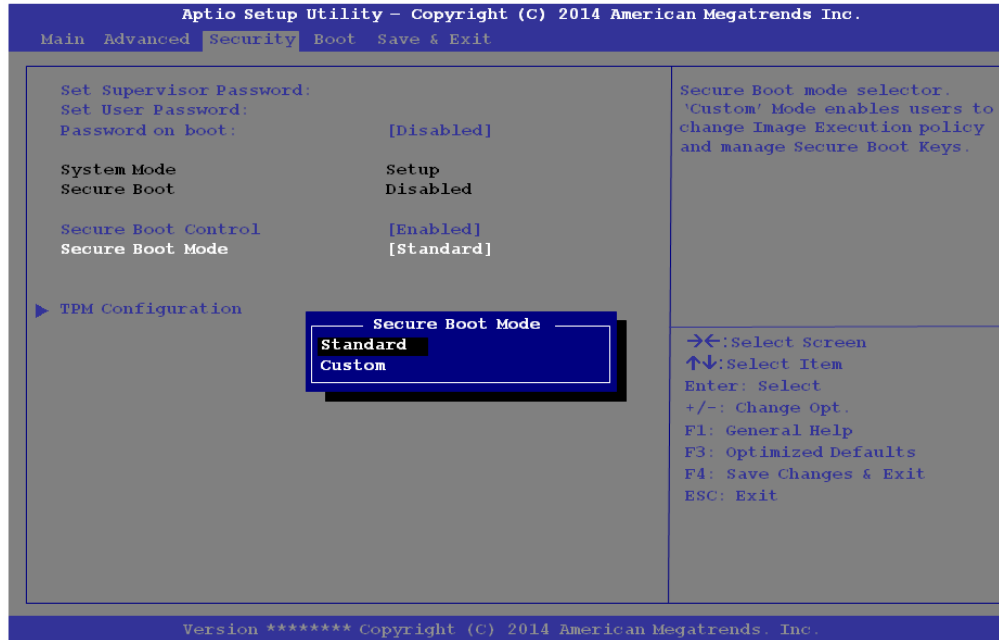 Aptio Setup Utility – Copyright (C) 2014 American Megatrends Inc.
Main Advanced Security Boot Save & Exit
Set Supervisor Password:
Set User Password:
Password on boot: [Disabled]
System Mode Setup
Secure Boot Disabled
Secure Boot Control [Enabled]
Secure Boot Mode [Standard]
▶ TPM Configuration
Secure Boot Mode
Standard
Custom
Secure Boot mode selector.
‘Custom’ Mode enables users to
change Image Execution policy
and manage Secure Boot Keys.
→←:Select Screen
↑↓:Select Item
Enter: Select
+/-: Change Opt.
F1: General Help
F3: Optimized Defaults
F4: Save Changes & Exit
ESC: Exit
Version ******** Copyright (C) 2014 American Megatrends. Inc.